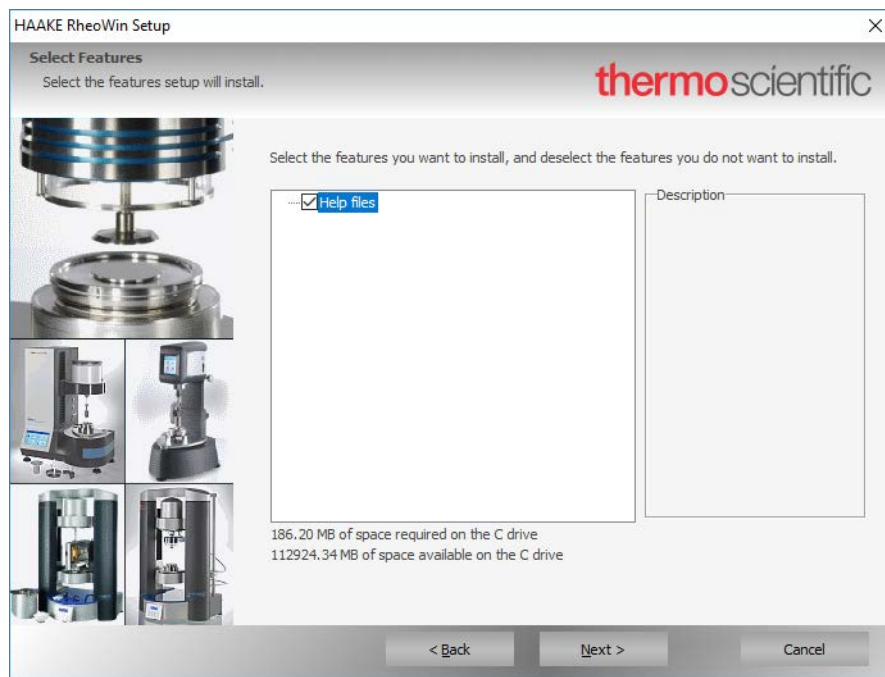 HAAKE RheoWin Setup
Select Features
Select the features setup will install.
thermoscientific
Select the features you want to install, and deselect the features you do not want to install.
Help files
Description
186.20 MB of space required on the C drive
112924.34 MB of space available on the C drive
< Back
Next >
Cancel